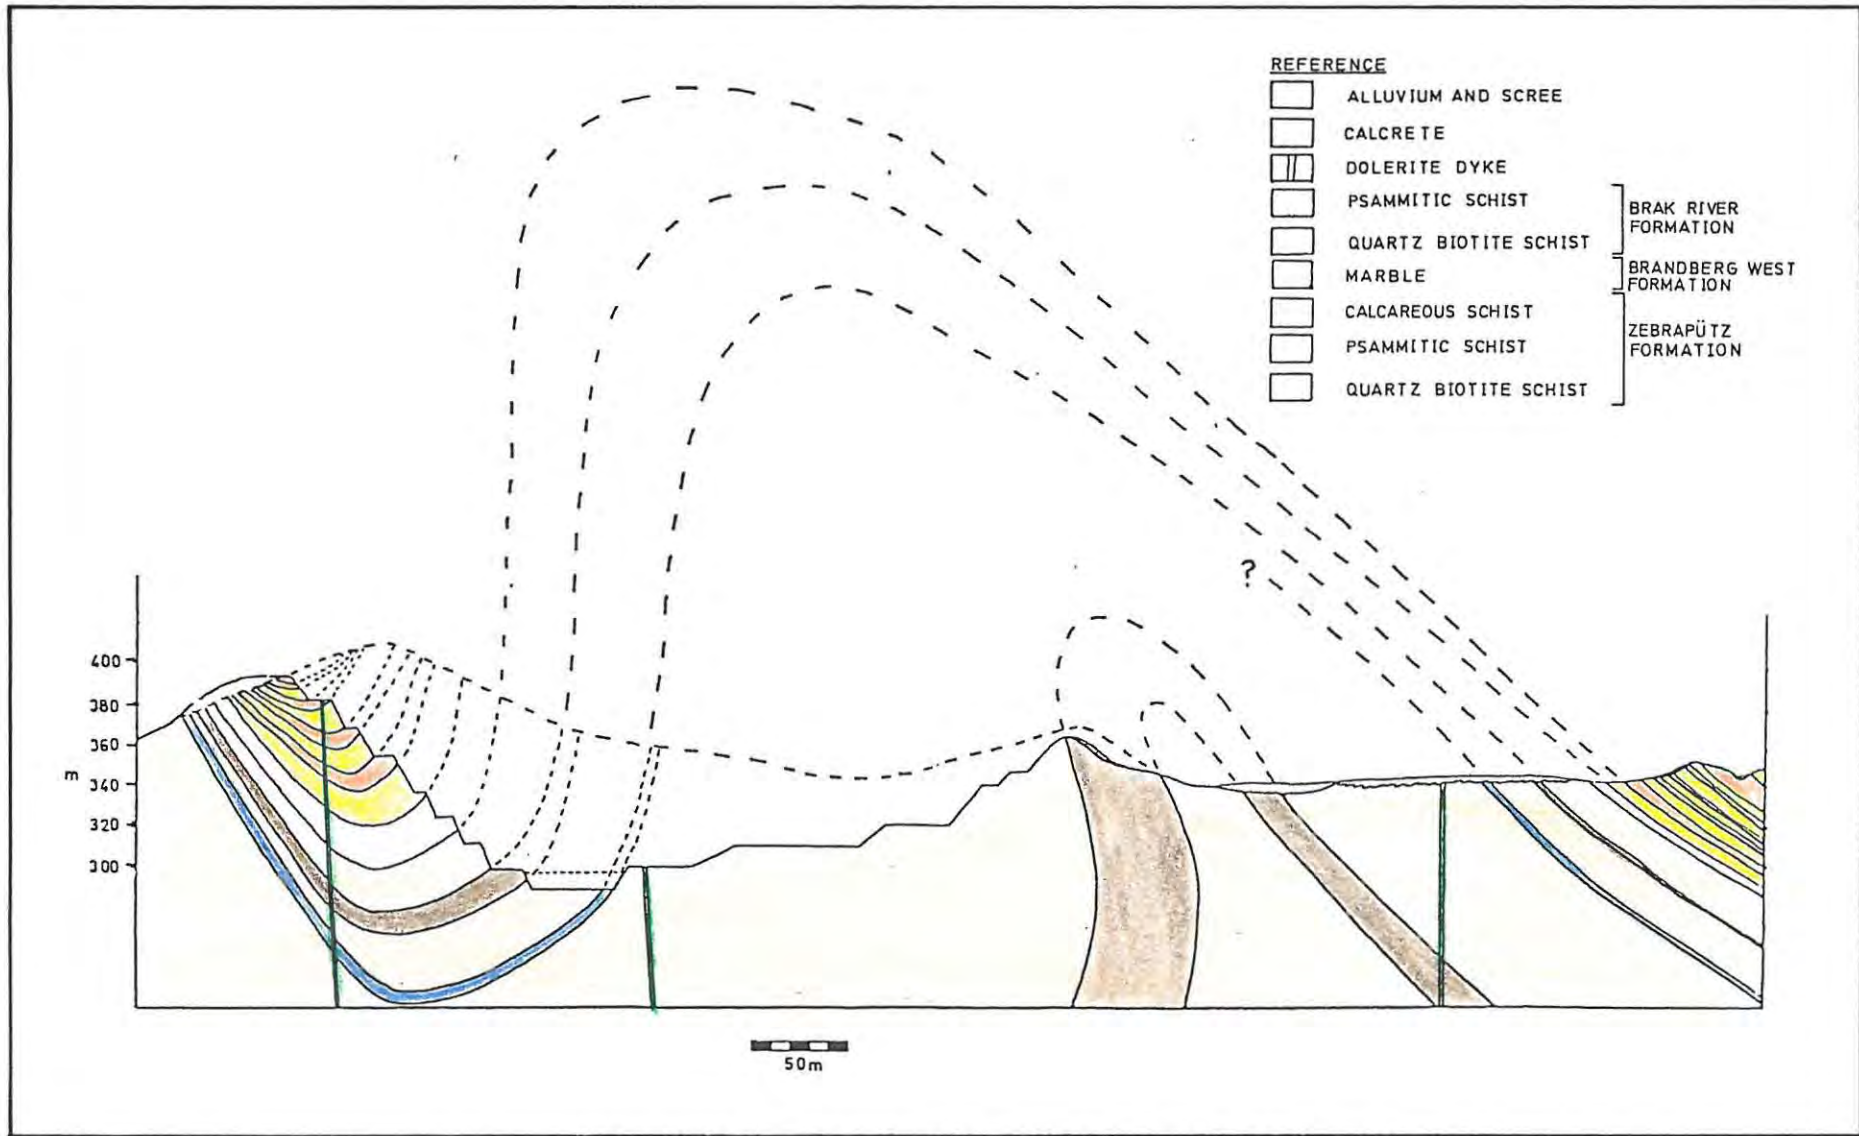 REFERENCE
ALLUVIUM AND SCREE
CALCRETE
DOLERITE DYKE
PSAMMITIC SCHIST
QUARTZ BIOTITE SCHIST
BRAK RIVER
FORMATION
MARBLE
BRANDBERG WEST
FORMATION
CALCAREOUS SCHIST
PSAMMITIC SCHIST
QUARTZ BIOTITE SCHIST
ZEBRAPÜTZ
FORMATION
?
400
380
360
m
340
320
300
50m